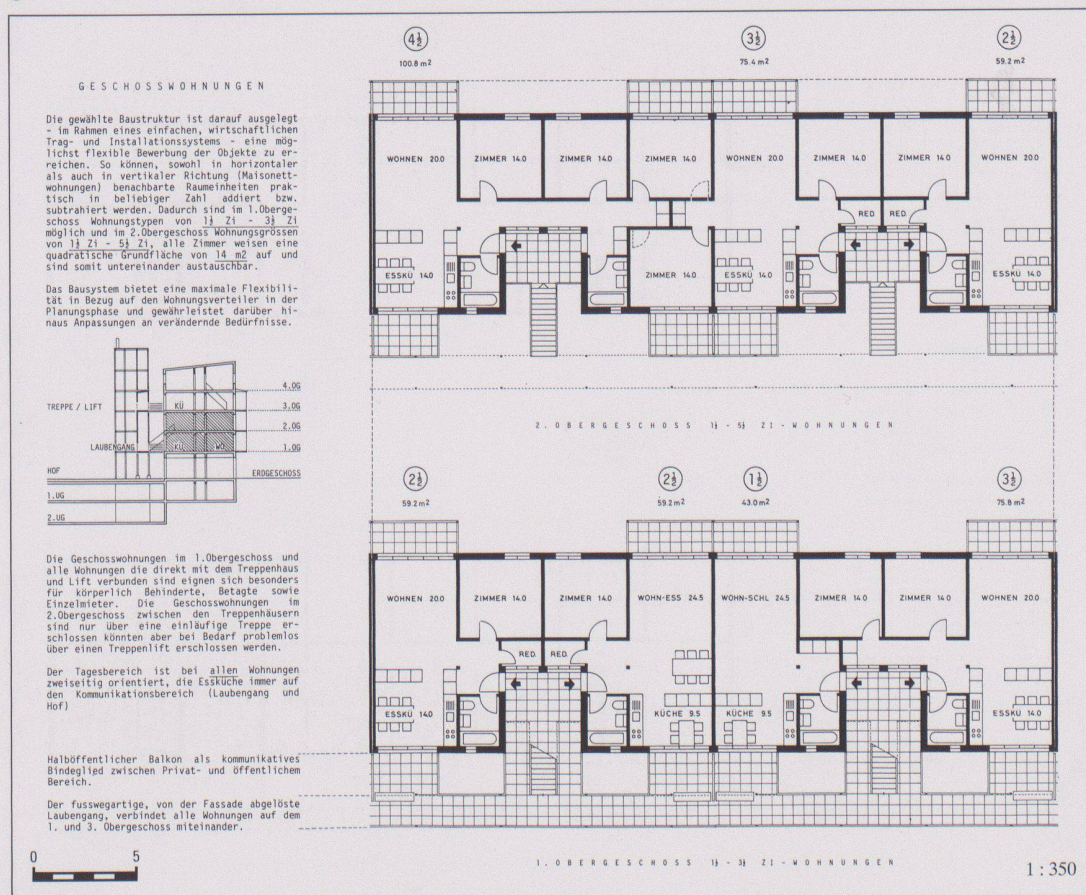 GESCHOSSWOHNUNGEN
Die gewählte Baustruktur ist darauf ausgelegt
- im Rahmen eines einfachen, wirtschaftlichen
Trag- und Installationssystems - eine mög-
lichst flexible Bewerbung der Objekte zu er-
reichen. So können, sowohl in horizontaler
als auch in vertikaler Richtung (Maisonett-
wohnungen) benachbarte Raumeinheiten prak-
tisch in beliebiger Zahl addiert bzw.
subtrahiert werden. Dadurch sind im 1.Oberge-
schoss Wohnungstypen von 1½ Zi - 3½ Zi
möglich und im 2.Obergeschoss Wohnungsgrössen
von 1½ Zi - 5½ Zi, alle Zimmer weisen eine
quadratische Grundfläche von 14 m2 auf und
sind somit untereinander austauschbar.
Das Bausystem bietet eine maximale Flexibili-
tät in Bezug auf den Wohnungsverteiler in der
Planungsphase und gewährleistet darüber hi-
naus Anpassungen an verändernde Bedürfnisse.
4.OG
TREPPE / LIFT KÜ 3.OG
2.OG
LAUBENGANG KÜ WO 1.OG
HOF ERDGESCHOSS
1.UG
2.UG
Die Geschosswohnungen im 1.Obergeschoss und
alle Wohnungen die direkt mit dem Treppenhaus
und Lift verbunden sind eignen sich besonders
für körperlich Behinderte, Betagte sowie
Einzelmieter. Die Geschosswohnungen im
2.Obergeschoss zwischen den Treppenhäusern
sind nur über eine einläufige Treppe er-
schlossen könnten aber bei Bedarf problemlos
über einen Treppenlift erschlossen werden.
Der Tagesbereich ist bei allen Wohnungen
zweiseitig orientiert, die Essküche immer auf
den Kommunikationsbereich (Laubengang und
Hof)
Halböffentlicher Balkon als kommunikatives
Bindeglied zwischen Privat- und öffentlichem
Bereich.
Der fusswegartige, von der Fassade abgelöste
Laubengang, verbindet alle Wohnungen auf dem
1. und 3. Obergeschoss miteinander.
0 5
4½ 3½ 2½
100.8 m2 75.4 m2 59.2 m2
WOHNEN 20.0 ZIMMER 14.0 ZIMMER 14.0 ZIMMER 14.0 WOHNEN 20.0 ZIMMER 14.0 ZIMMER 14.0 WOHNEN 20.0
RED. RED.
ESSKÜ 14.0 ZIMMER 14.0 ESSKÜ 14.0 ESSKÜ 14.0
2. OBERGESCHOSS 1½ - 5½ ZI-WOHNUNGEN
2½ 2½ 1½ 3½
59.2 m2 59.2 m2 43.0 m2 75.8 m2
WOHNEN 20.0 ZIMMER 14.0 ZIMMER 14.0 WOHN-ESS 24.5 WOHN-SCHL 24.5 ZIMMER 14.0 ZIMMER 14.0 WOHNEN 20.0
RED. RED.
ESSKÜ 14.0 KÜCHE 9.5 KÜCHE 9.5 ESSKÜ 14.0
1. OBERGESCHOSS 1½ - 3½ ZI-WOHNUNGEN
1 : 350